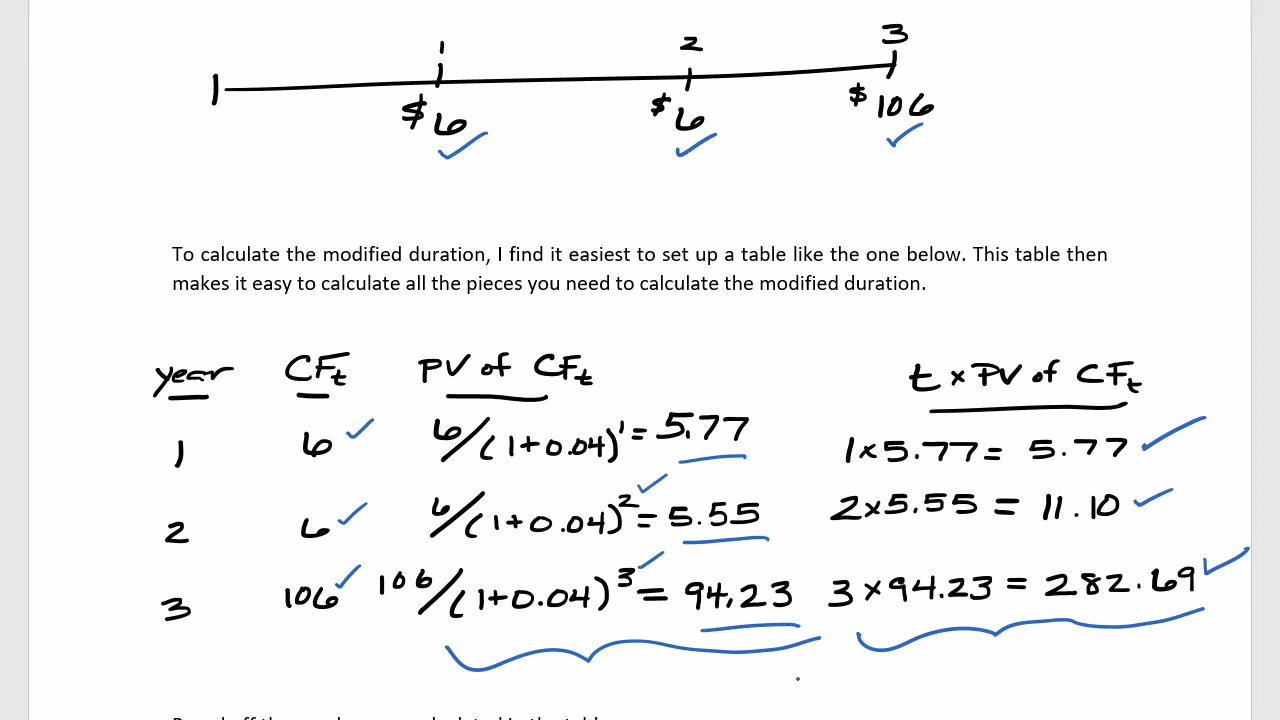 1 2 3
$6 $6 $106
To calculate the modified duration, I find it easiest to set up a table like the one below. This table then
makes it easy to calculate all the pieces you need to calculate the modified duration.
year CFt PV of CFt t × PV of CFt
1 6 6/(1+0.04)^1 = 5.77 1×5.77 = 5.77
2 6 6/(1+0.04)^2 = 5.55 2×5.55 = 11.10
3 106 106/(1+0.04)^3 = 94.23 3×94.23 = 282.69